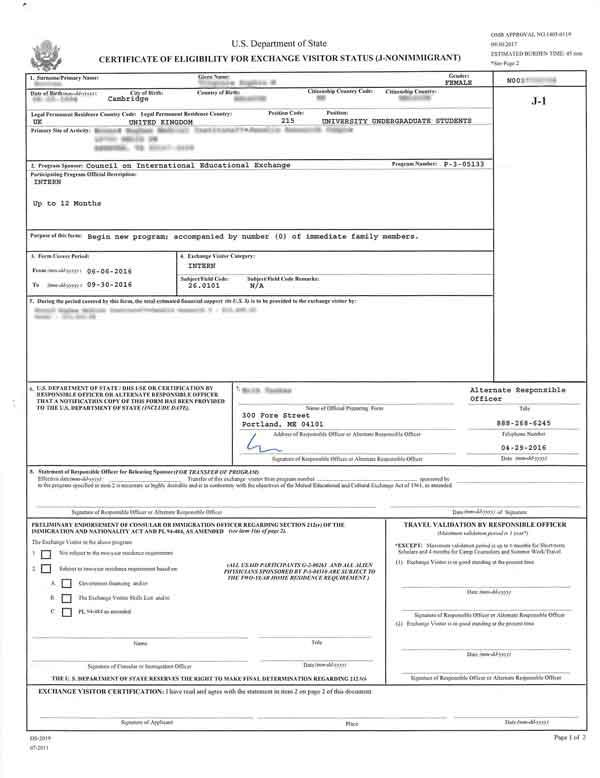 OMB APPROVAL NO.1405-0119
U.S. Department of State
ESTIMATED BURDEN TIME: 45 min
CERTIFICATE OF ELIGIBILITY FOR EXCHANGE VISITOR STATUS (J-NONIMMIGRANT)
*See Page 2
1. Surname/Primary Name: Given Name: Gender:
FEMALE N00
J-1
Date of Birth(mm-dd-yyyy): City of Birth: Country of Birth: Citizenship Country Code: Citizenship Country:
Cambridge
Legal Permanent Residence Country Code: Legal Permanent Residence Country: Position Code: Position:
UK UNITED KINGDOM 215 UNIVERSITY UNDERGRADUATE STUDENTS
Primary Site of Activity:
2. Program Sponsor: Council on International Educational Exchange Program Number: P-3-05133
Participating Program Official Description:
INTERN
Up to 12 Months
Purpose of this form: Begin new program; accompanied by number (0) of immediate family members.
3. Form Covers Period: 4. Exchange Visitor Category:
INTERN
From (mm-dd-yyyy): 06-06-2016 Subject/Field Code: Subject/Field Code Remarks:
To (mm-dd-yyyy): 09-30-2016 26.0101 N/A
During the period covered by this form, the total estimated financial support (in U.S. $) is to be provided to the exchange visitor by:
6. U.S. DEPARTMENT OF STATE / DHS USE OR CERTIFICATION BY
RESPONSIBLE OFFICER OR ALTERNATE RESPONSIBLE OFFICER
THAT A NOTIFICATION COPY OF THIS FORM HAS BEEN PROVIDED
TO THE U.S. DEPARTMENT OF STATE (INCLUDE DATE).
7.
Alternate Responsible
Officer
Name of Official Preparing Form Title
300 Fore Street
Portland, ME 04101 888-268-6245
Address of Responsible Officer or Alternate Responsible Officer Telephone Number
04-29-2016
Signature of Responsible Officer or Alternate Responsible Officer Date (mm-dd-yyyy)
8. Statement of Responsible Officer for Releasing Sponsor (FOR TRANSFER OF PROGRAM)
Effective date(mm-dd-yyyy): Transfer of this exchange visitor from program number sponsored by
to the program specified in item 2 is necessary or highly desirable and is in conformity with the objectives of the Mutual Educational and Cultural Exchange Act of 1961, as amended.
Signature of Responsible Officer or Alternate Responsible Officer Date (mm-dd-yyyy) of Signature
PRELIMINARY ENDORSEMENT OF CONSULAR OR IMMIGRATION OFFICER REGARDING SECTION 212(e) OF THE
IMMIGRATION AND NATIONALITY ACT AND PL 94-484, AS AMENDED (see item 1(a) of page 2).
The Exchange Visitor in the above program
1 Not subject to the two-year residence requirement
2 Subject to two-year residence requirement based on
A. Government financing and/or
B. The Exchange Visitor Skills List and/or
C PL 94-484 as amended
(ALL USAID PARTICIPANTS G-2-00263 AND ALL ALIEN
PHYSICIANS SPONSORED BY P-3-04510 ARE SUBJECT TO
THE TWO-YEAR HOME RESIDENCE REQUIREMENT )
Name Title
Signature of Consular or Immigration Officer Date (mm-dd-yyyy)
THE U. S. DEPARTMENT OF STATE RESERVES THE RIGHT TO MAKE FINAL DETERMINATION REGARDING 212(e)
TRAVEL VALIDATION BY RESPONSIBLE OFFICER
(Maximum validation period is 1 year*)
*EXCEPT: Maximum validation period is up to 6 months for Short-term
Scholars and 4 months for Camp Counselors and Summer Work/Travel.
(1) Exchange Visitor is in good standing at the present time
Date (mm-dd-yyyy)
Signature of Responsible Officer or Alternate Responsible Officer
(2) Exchange Visitor is in good standing at the present time
Date (mm-dd-yyyy)
Signature of Responsible Officer or Alternate Responsible Officer
EXCHANGE VISITOR CERTIFICATION: I have read and agree with the statement in item 2 on page 2 of this document
Signature of Applicant Place Date (mm-dd-yyyy)
DS-2019
07-2011
Page 1 of 2